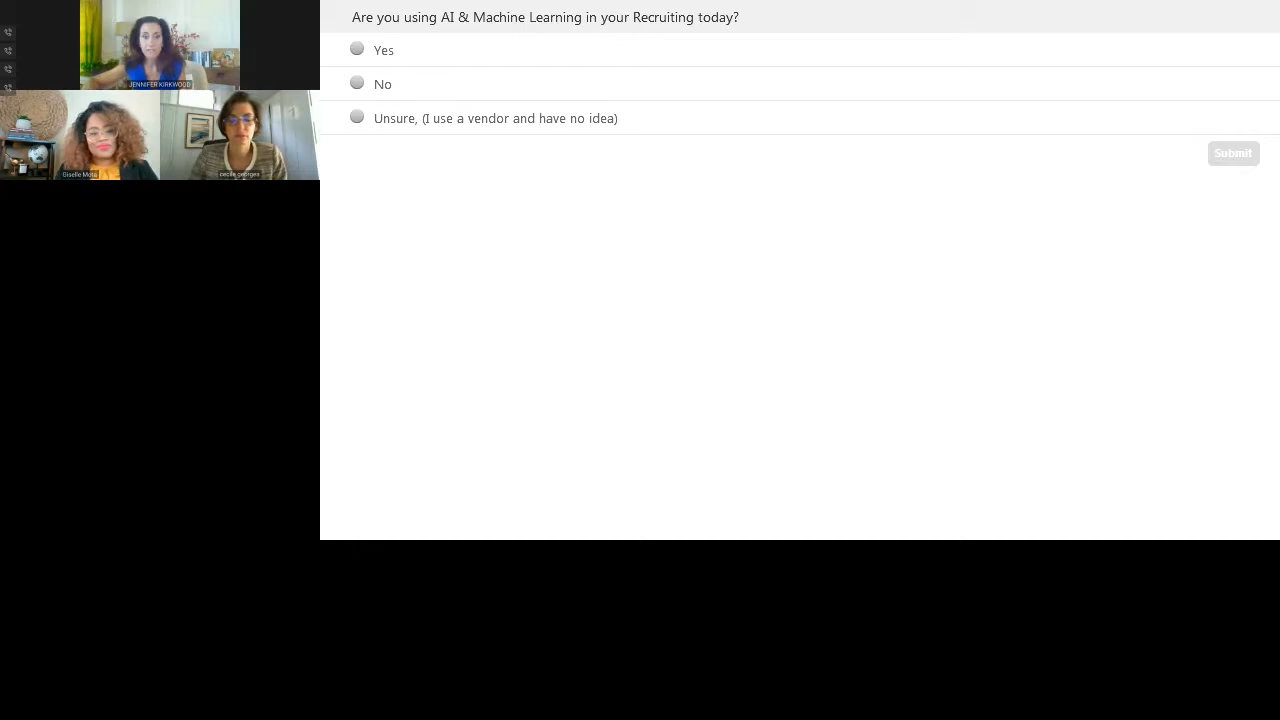 JENNIFER KIRKWOOD
Giselle Mota
cecile georges
Are you using AI & Machine Learning in your Recruiting today?
Yes
No
Unsure, (I use a vendor and have no idea)
Submit